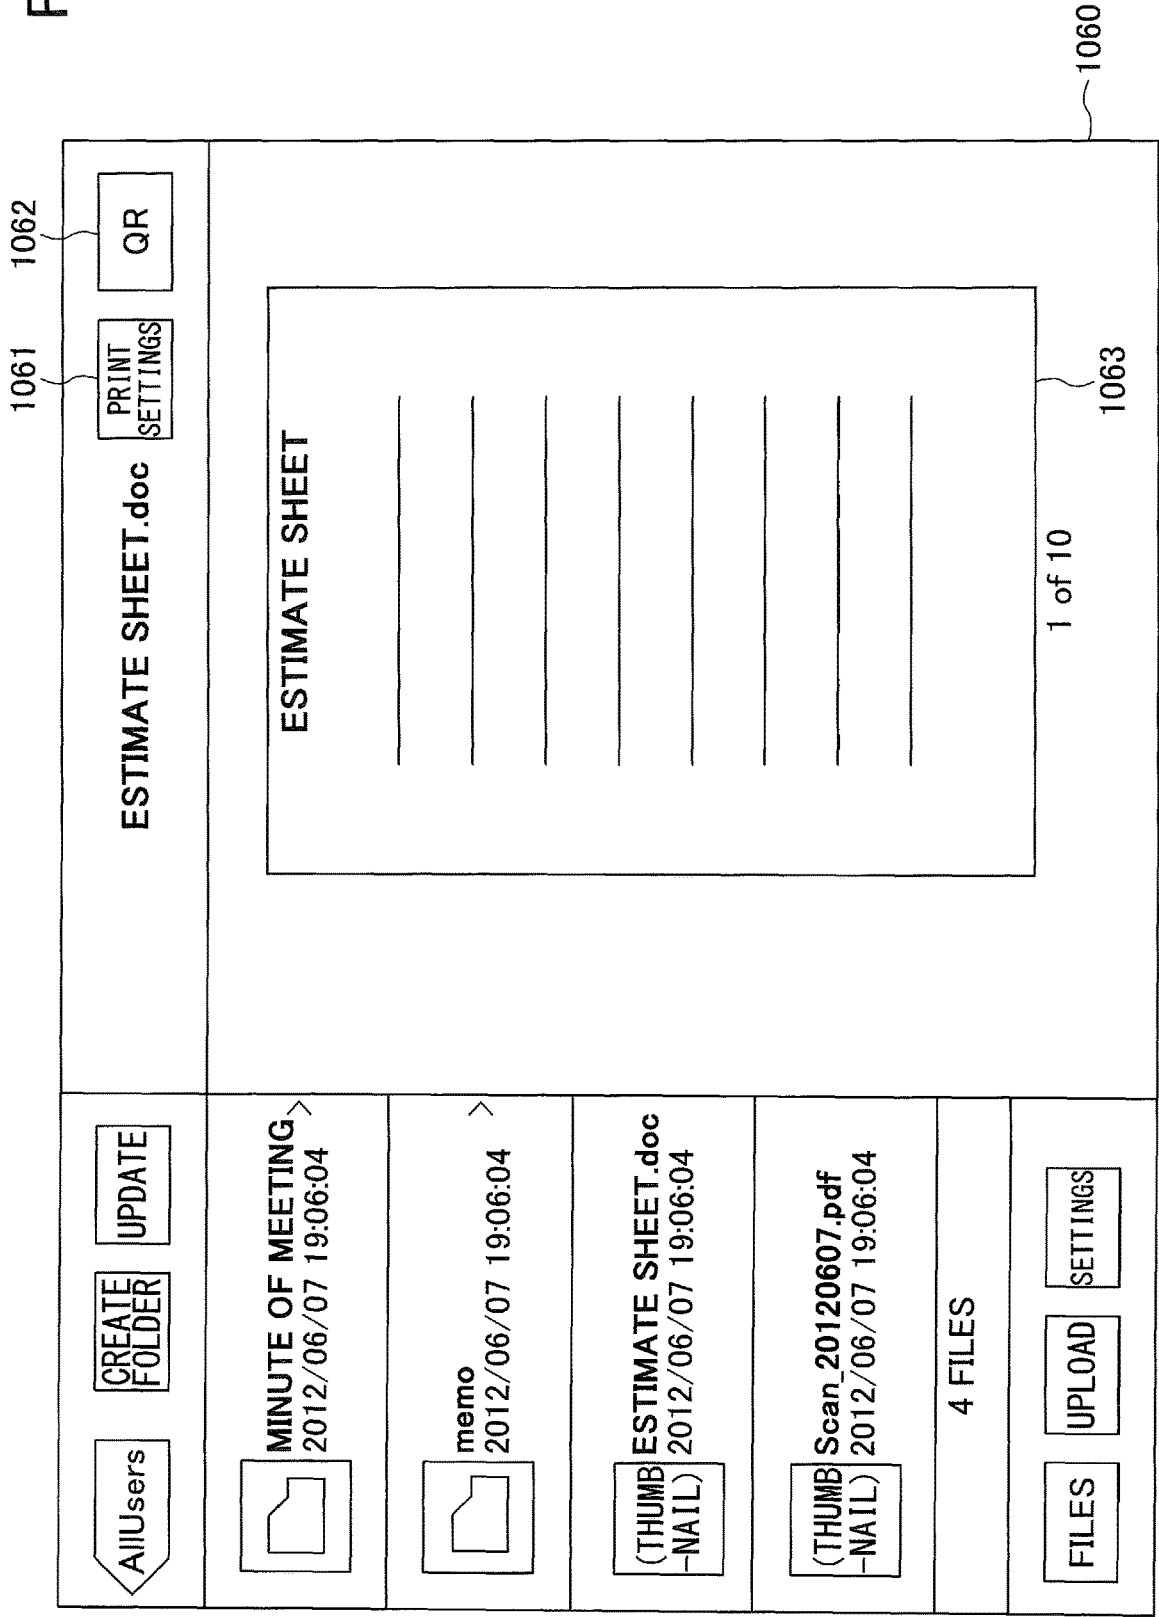 F
1060
AllUsers
CREATE
FOLDER
UPDATE
ESTIMATE SHEET.doc
PRINT
SETTINGS
QR
1061
1062
MINUTE OF MEETING >
2012/06/07 19:06:04
memo >
2012/06/07 19:06:04
(THUMB
-NAIL)
ESTIMATE SHEET.doc
2012/06/07 19:06:04
(THUMB
-NAIL)
Scan_20120607.pdf
2012/06/07 19:06:04
4 FILES
FILES
UPLOAD
SETTINGS
ESTIMATE SHEET
1063
1 of 10